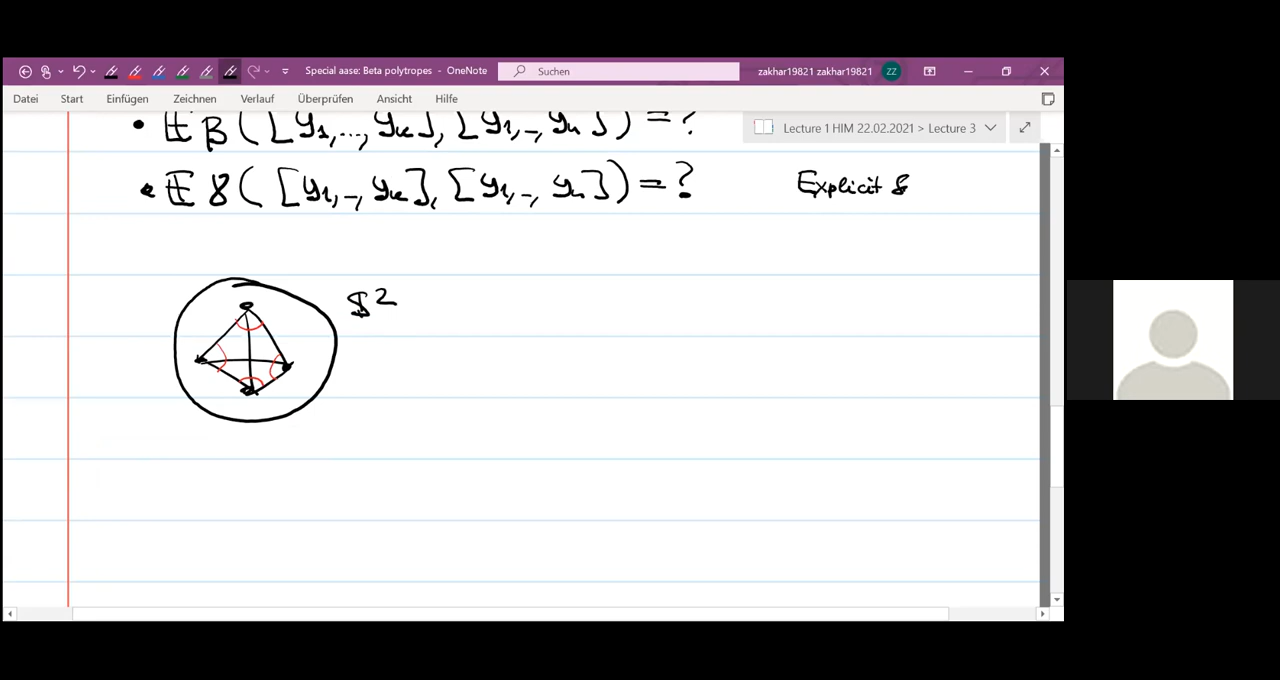 Special aase: Beta polytopes - OneNote
Suchen
zakhar19821 zakhar19821
ZZ
Datei Start Einfügen Zeichnen Verlauf Überprüfen Ansicht Hilfe
Lecture 1 HIM 22.02.2021 > Lecture 3
• 𝔼 β([y₁,...,yₖ], [y₁,–,yₙ]) = ?
• 𝔼 γ([y₁,–,yₖ], [y₁,–,yₙ]) = ?
Explicit
𝕊²